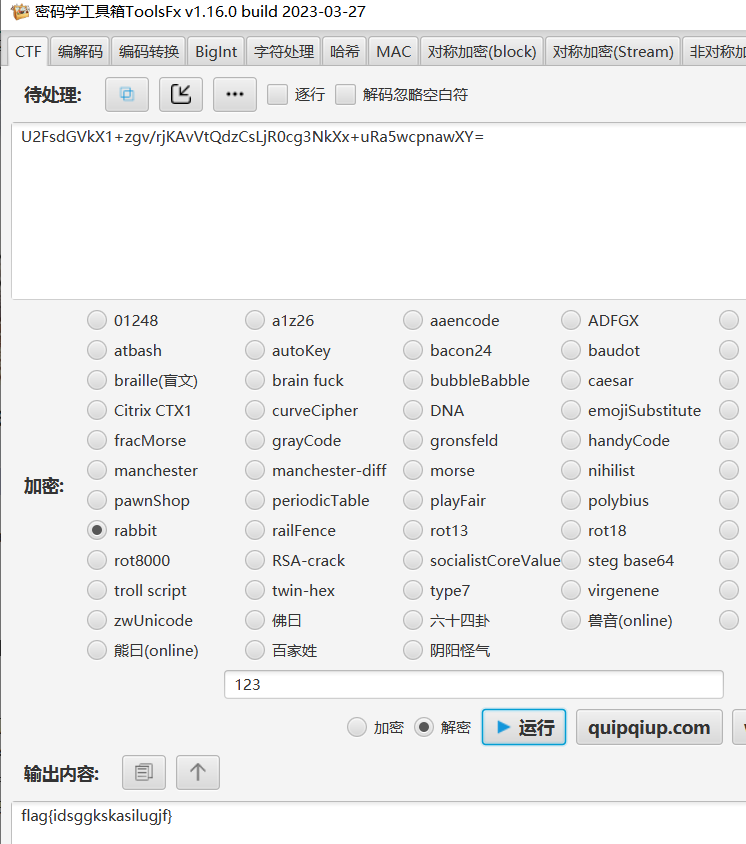 密码学工具箱ToolsFx v1.16.0 build 2023-03-27
CTF 编解码 编码转换 BigInt 字符处理 哈希 MAC 对称加密(block) 对称加密(Stream) 非对称加
待处理: 逐行 解码忽略空白符
U2FsdGVkX1+zgv/rjKAvVtQdzCsLjR0cg3NkXx+uRa5wcpnawXY=
01248 a1z26 aaencode ADFGX
atbash autoKey bacon24 baudot
braille(盲文) brain fuck bubbleBabble caesar
Citrix CTX1 curveCipher DNA emojiSubstitute
fracMorse grayCode gronsfeld handyCode
manchester manchester-diff morse nihilist
加密:
pawnShop periodicTable playFair polybius
rabbit railFence rot13 rot18
rot8000 RSA-crack socialistCoreValue steg base64
troll script twin-hex type7 virgenene
zwUnicode 佛曰 六十四卦 兽音(online)
熊曰(online) 百家姓 阴阳怪气
123
加密 解密 运行 quipqiup.com
输出内容:
flag{idsggkskasilugjf}